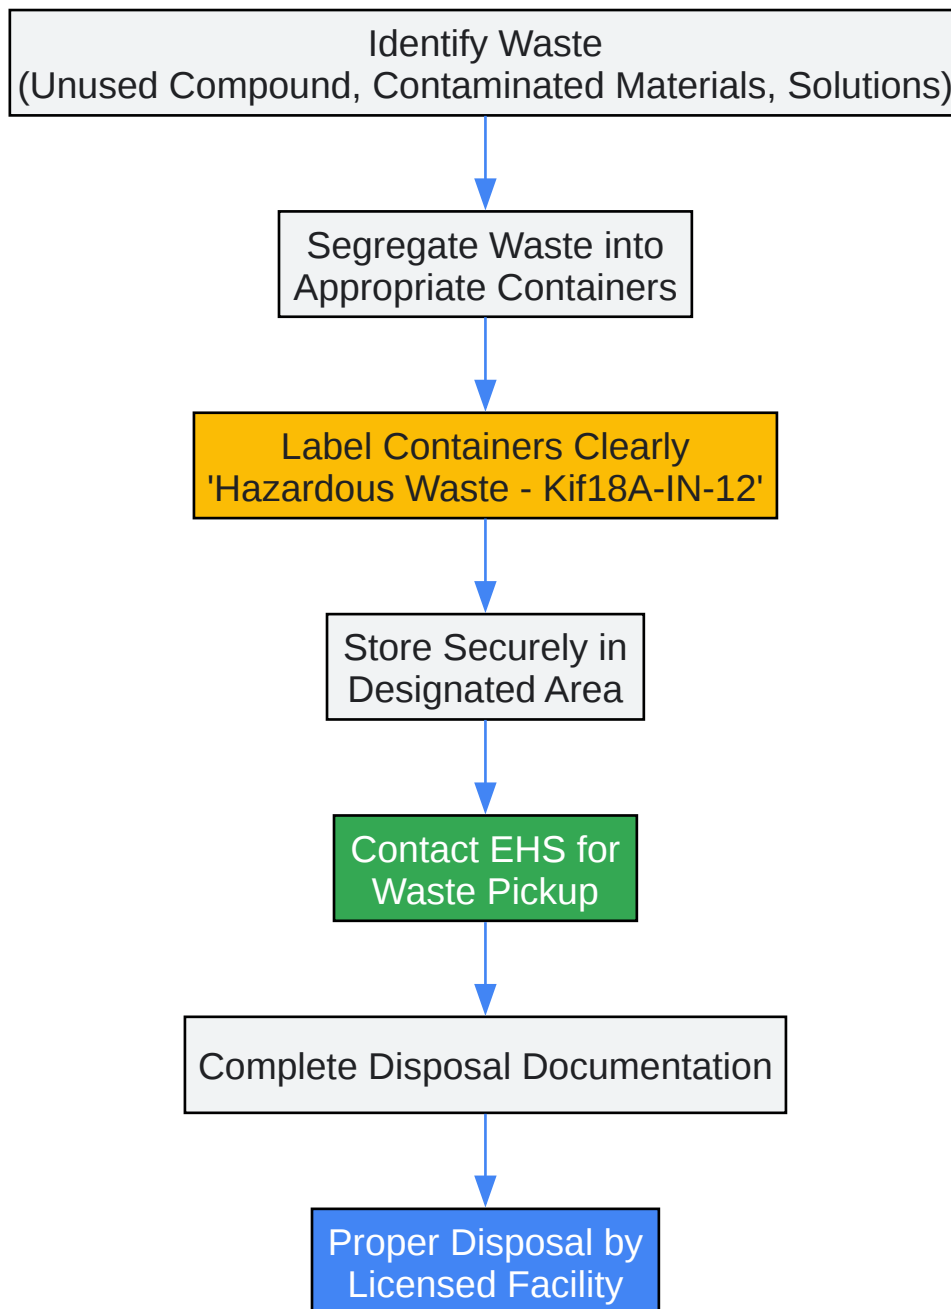 Identify Waste
(Unused Compound, Contaminated Materials, Solutions)
Segregate Waste into
Appropriate Containers
Label Containers Clearly
'Hazardous Waste - Kif18A-IN-12'
Store Securely in
Designated Area
Contact EHS for
Waste Pickup
Complete Disposal Documentation
Proper Disposal by
Licensed Facility